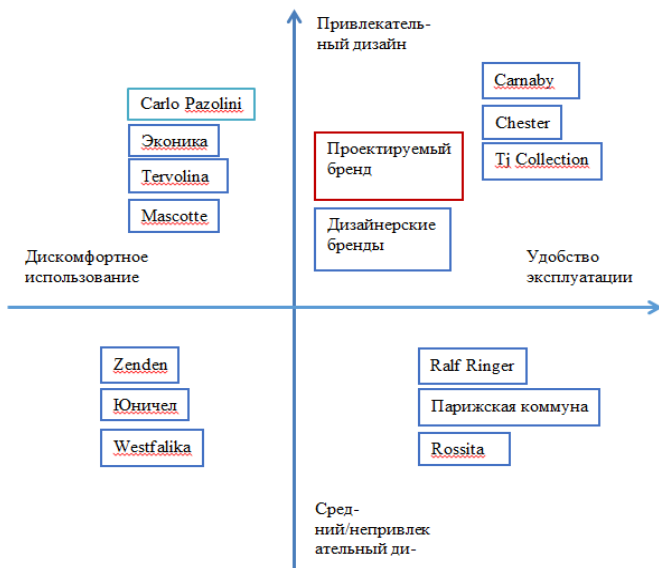 Привлекатель-
ный дизайн
Carnaby
Carlo Pazolini
Chester
Эконика
Проектируемый
бренд
Tj Collection
Tervolina
Mascotte
Дизайнерские
бренды
Дискомфортное
использование
Удобство
эксплуатации
Zenden
Ralf Ringer
Юничел
Парижская коммуна
Westfalika
Rossita
Сред-
ний/непривлек
ательный ди-